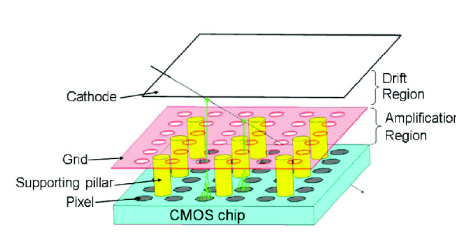 Drift
Region
Cathode
Amplification
Region
Grid
Supporting pillar
Pixel
CMOS chip